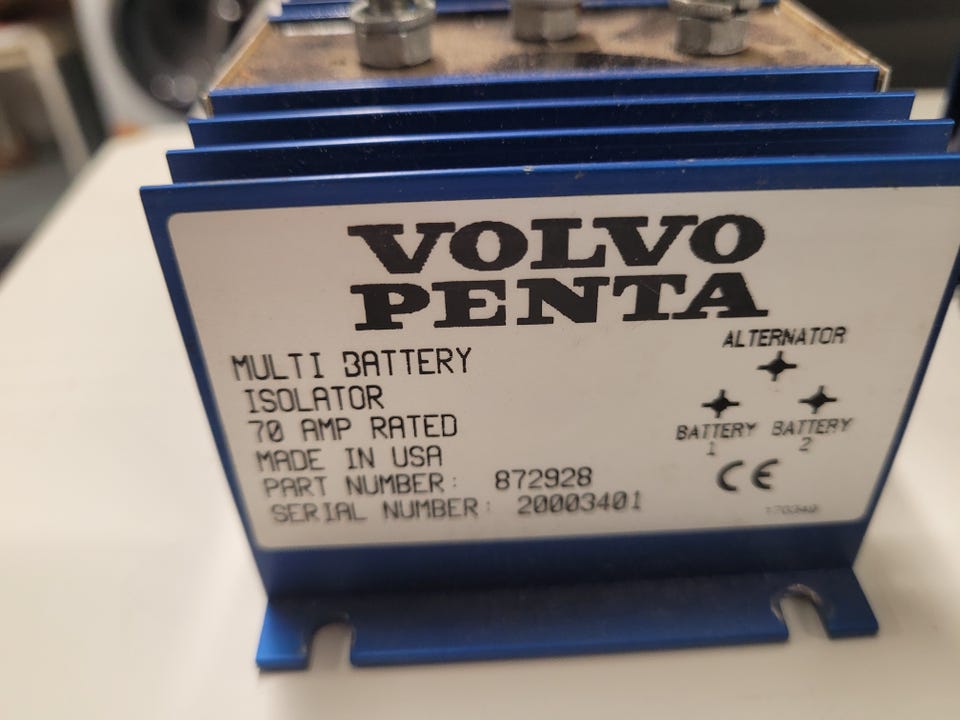 VOLVO
PENTA
MULTI BATTERY
ISOLATOR
70 AMP RATED
MADE IN USA
PART NUMBER: 872928
SERIAL NUMBER: 20003401
ALTERNATOR
BATTERY 1
BATTERY 2
CE